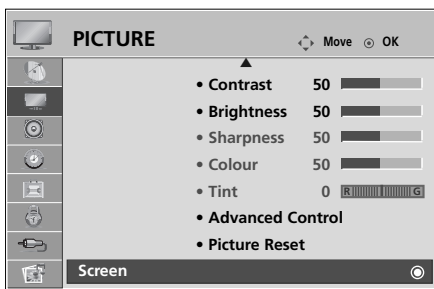 PICTURE Move OK
• Contrast 50
• Brightness 50
• Sharpness 50
• Colour 50
• Tint 0 R G
• Advanced Control
• Picture Reset
Screen